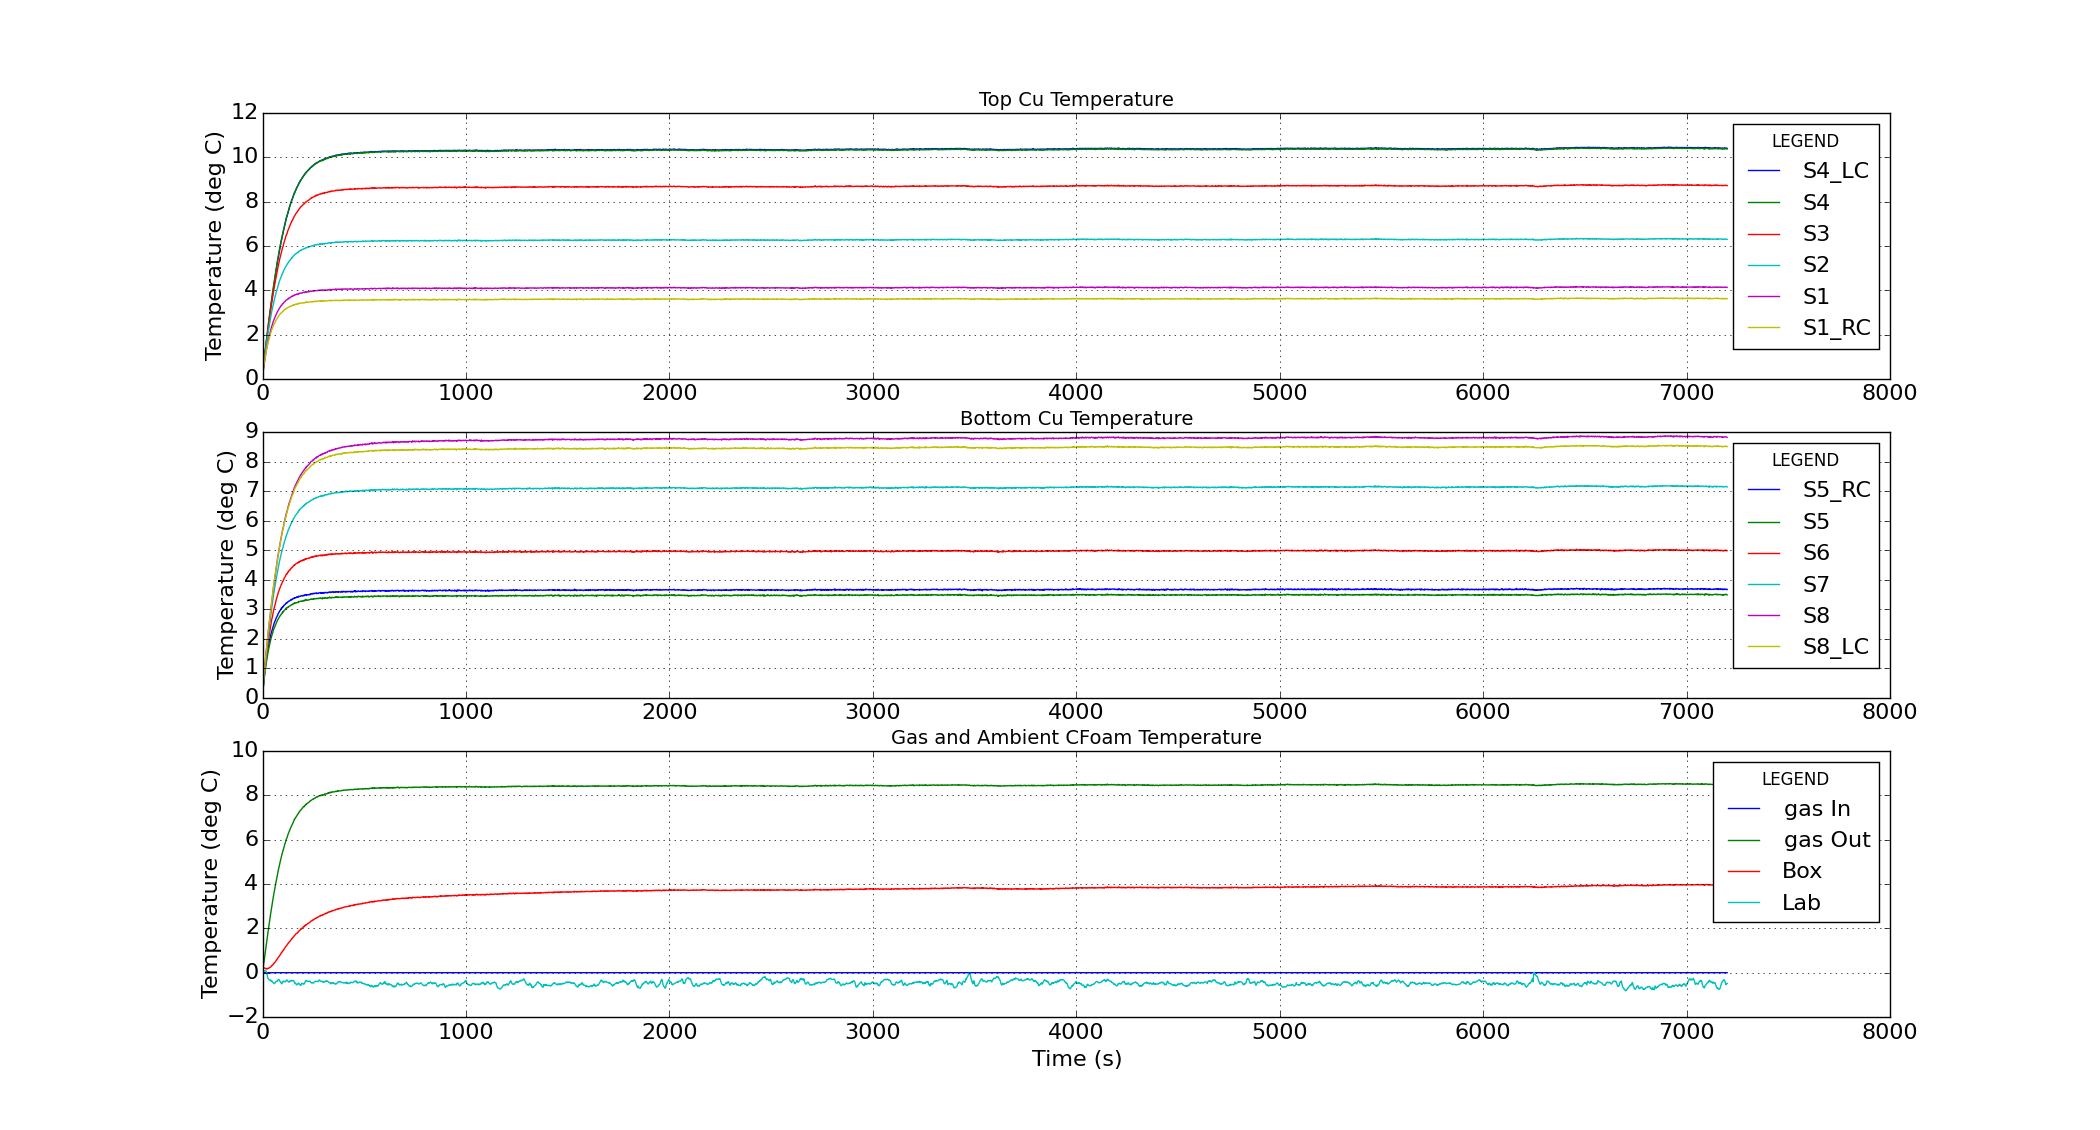 Top Cu Temperature
Temperature (deg C)
12
10
8
6
4
2
0
0 1000 2000 3000 4000 5000 6000 7000 8000
LEGEND
S4_LC
S4
S3
S2
S1
S1_RC
Bottom Cu Temperature
Temperature (deg C)
9
8
7
6
5
4
3
2
1
0
0 1000 2000 3000 4000 5000 6000 7000 8000
LEGEND
S5_RC
S5
S6
S7
S8
S8_LC
Gas and Ambient CFoam Temperature
Temperature (deg C)
10
8
6
4
2
0
−2
0 1000 2000 3000 4000 5000 6000 7000 8000
LEGEND
gas In
gas Out
Box
Lab
Time (s)